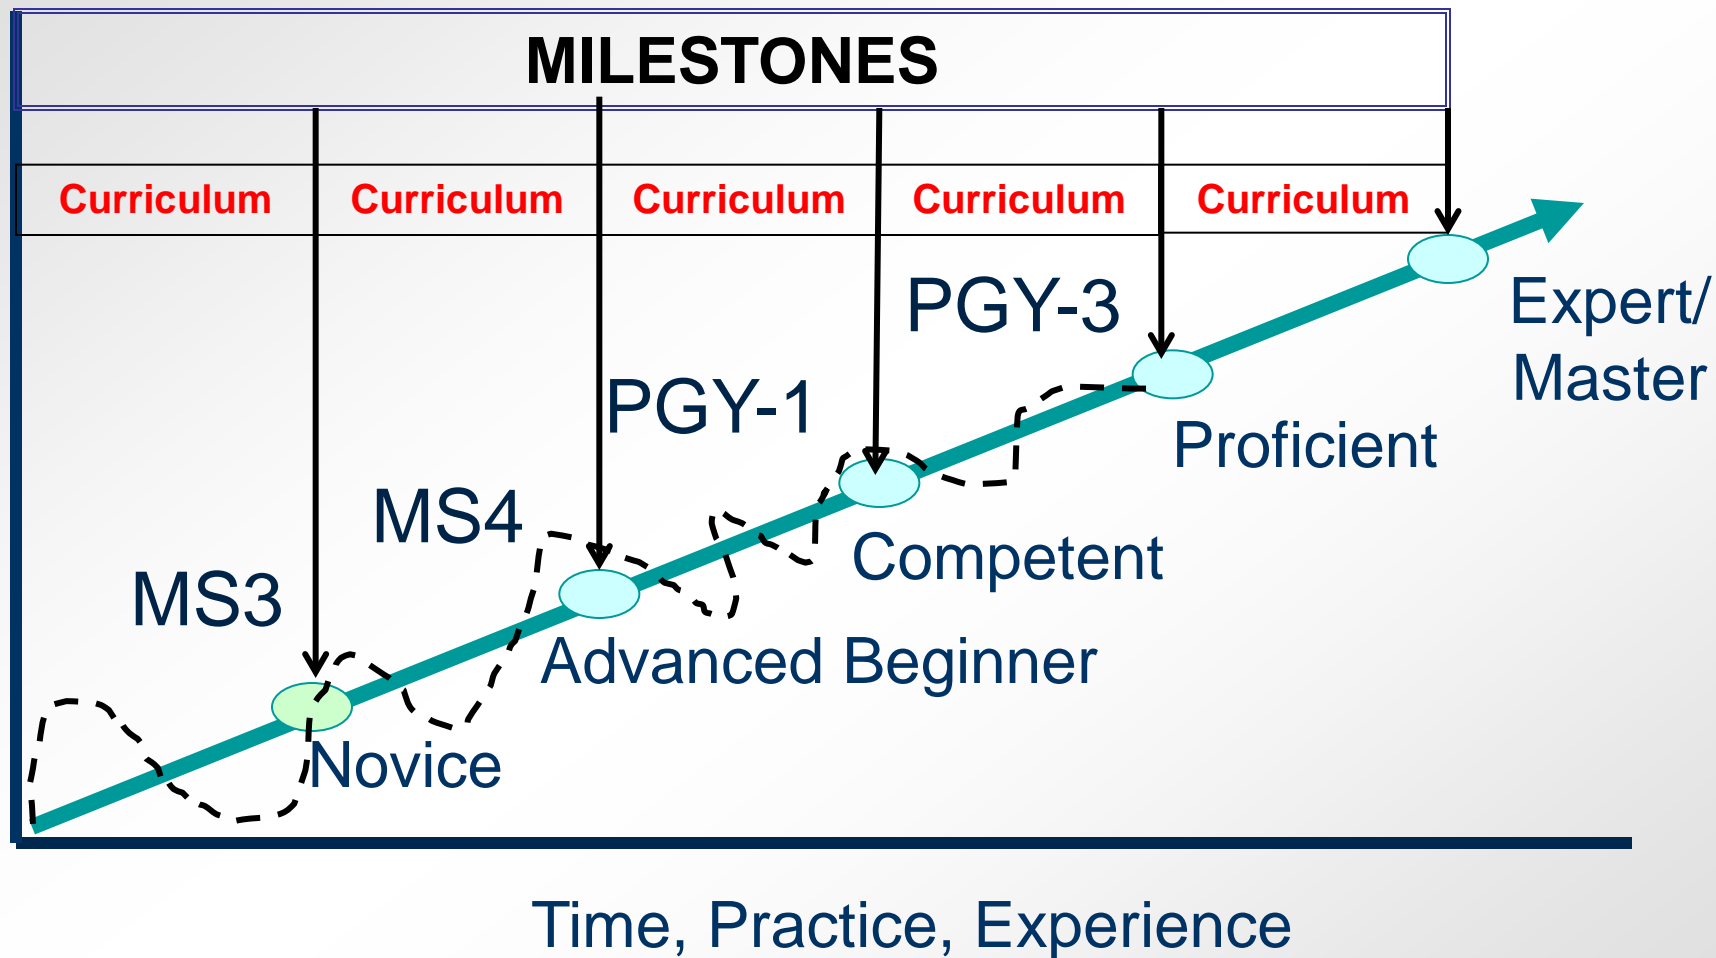 MILESTONES
Curriculum Curriculum Curriculum Curriculum Curriculum
PGY-3
Expert/
Master
PGY-1
Proficient
MS4
Competent
MS3
Advanced Beginner
Novice
Time, Practice, Experience